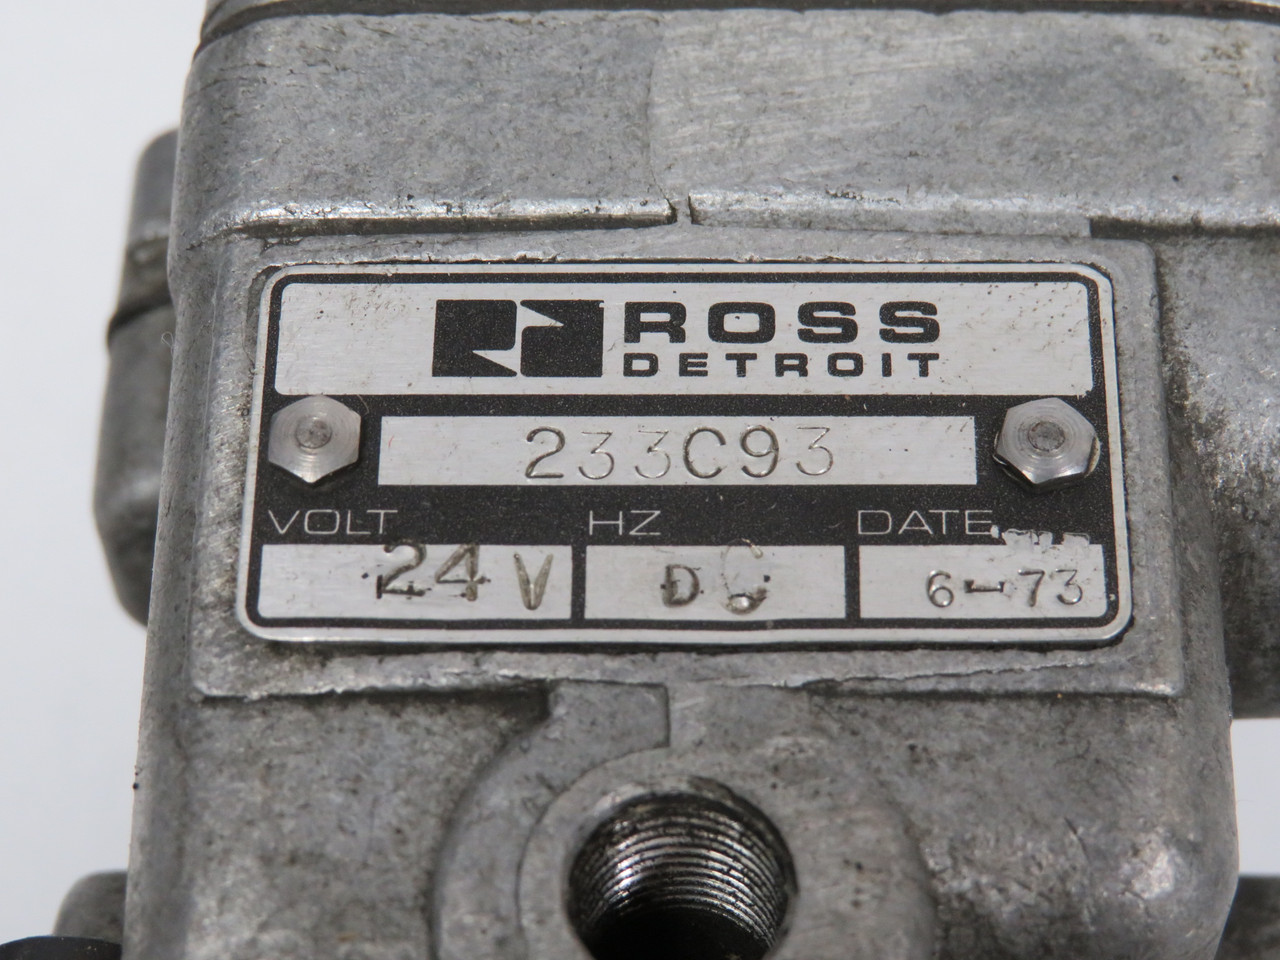 ROSS
DETROIT
233C93
VOLT HZ DATE
24V DC 6-73